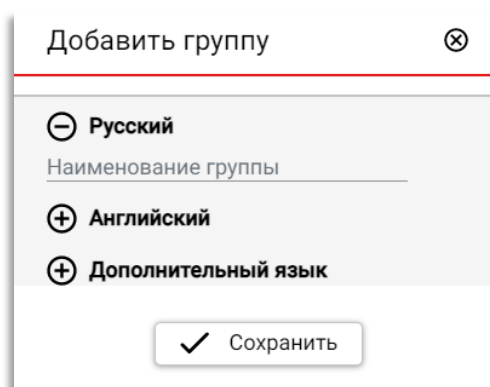 Добавить группу
Русский
Наименование группы
Английский
Дополнительный язык
Сохранить